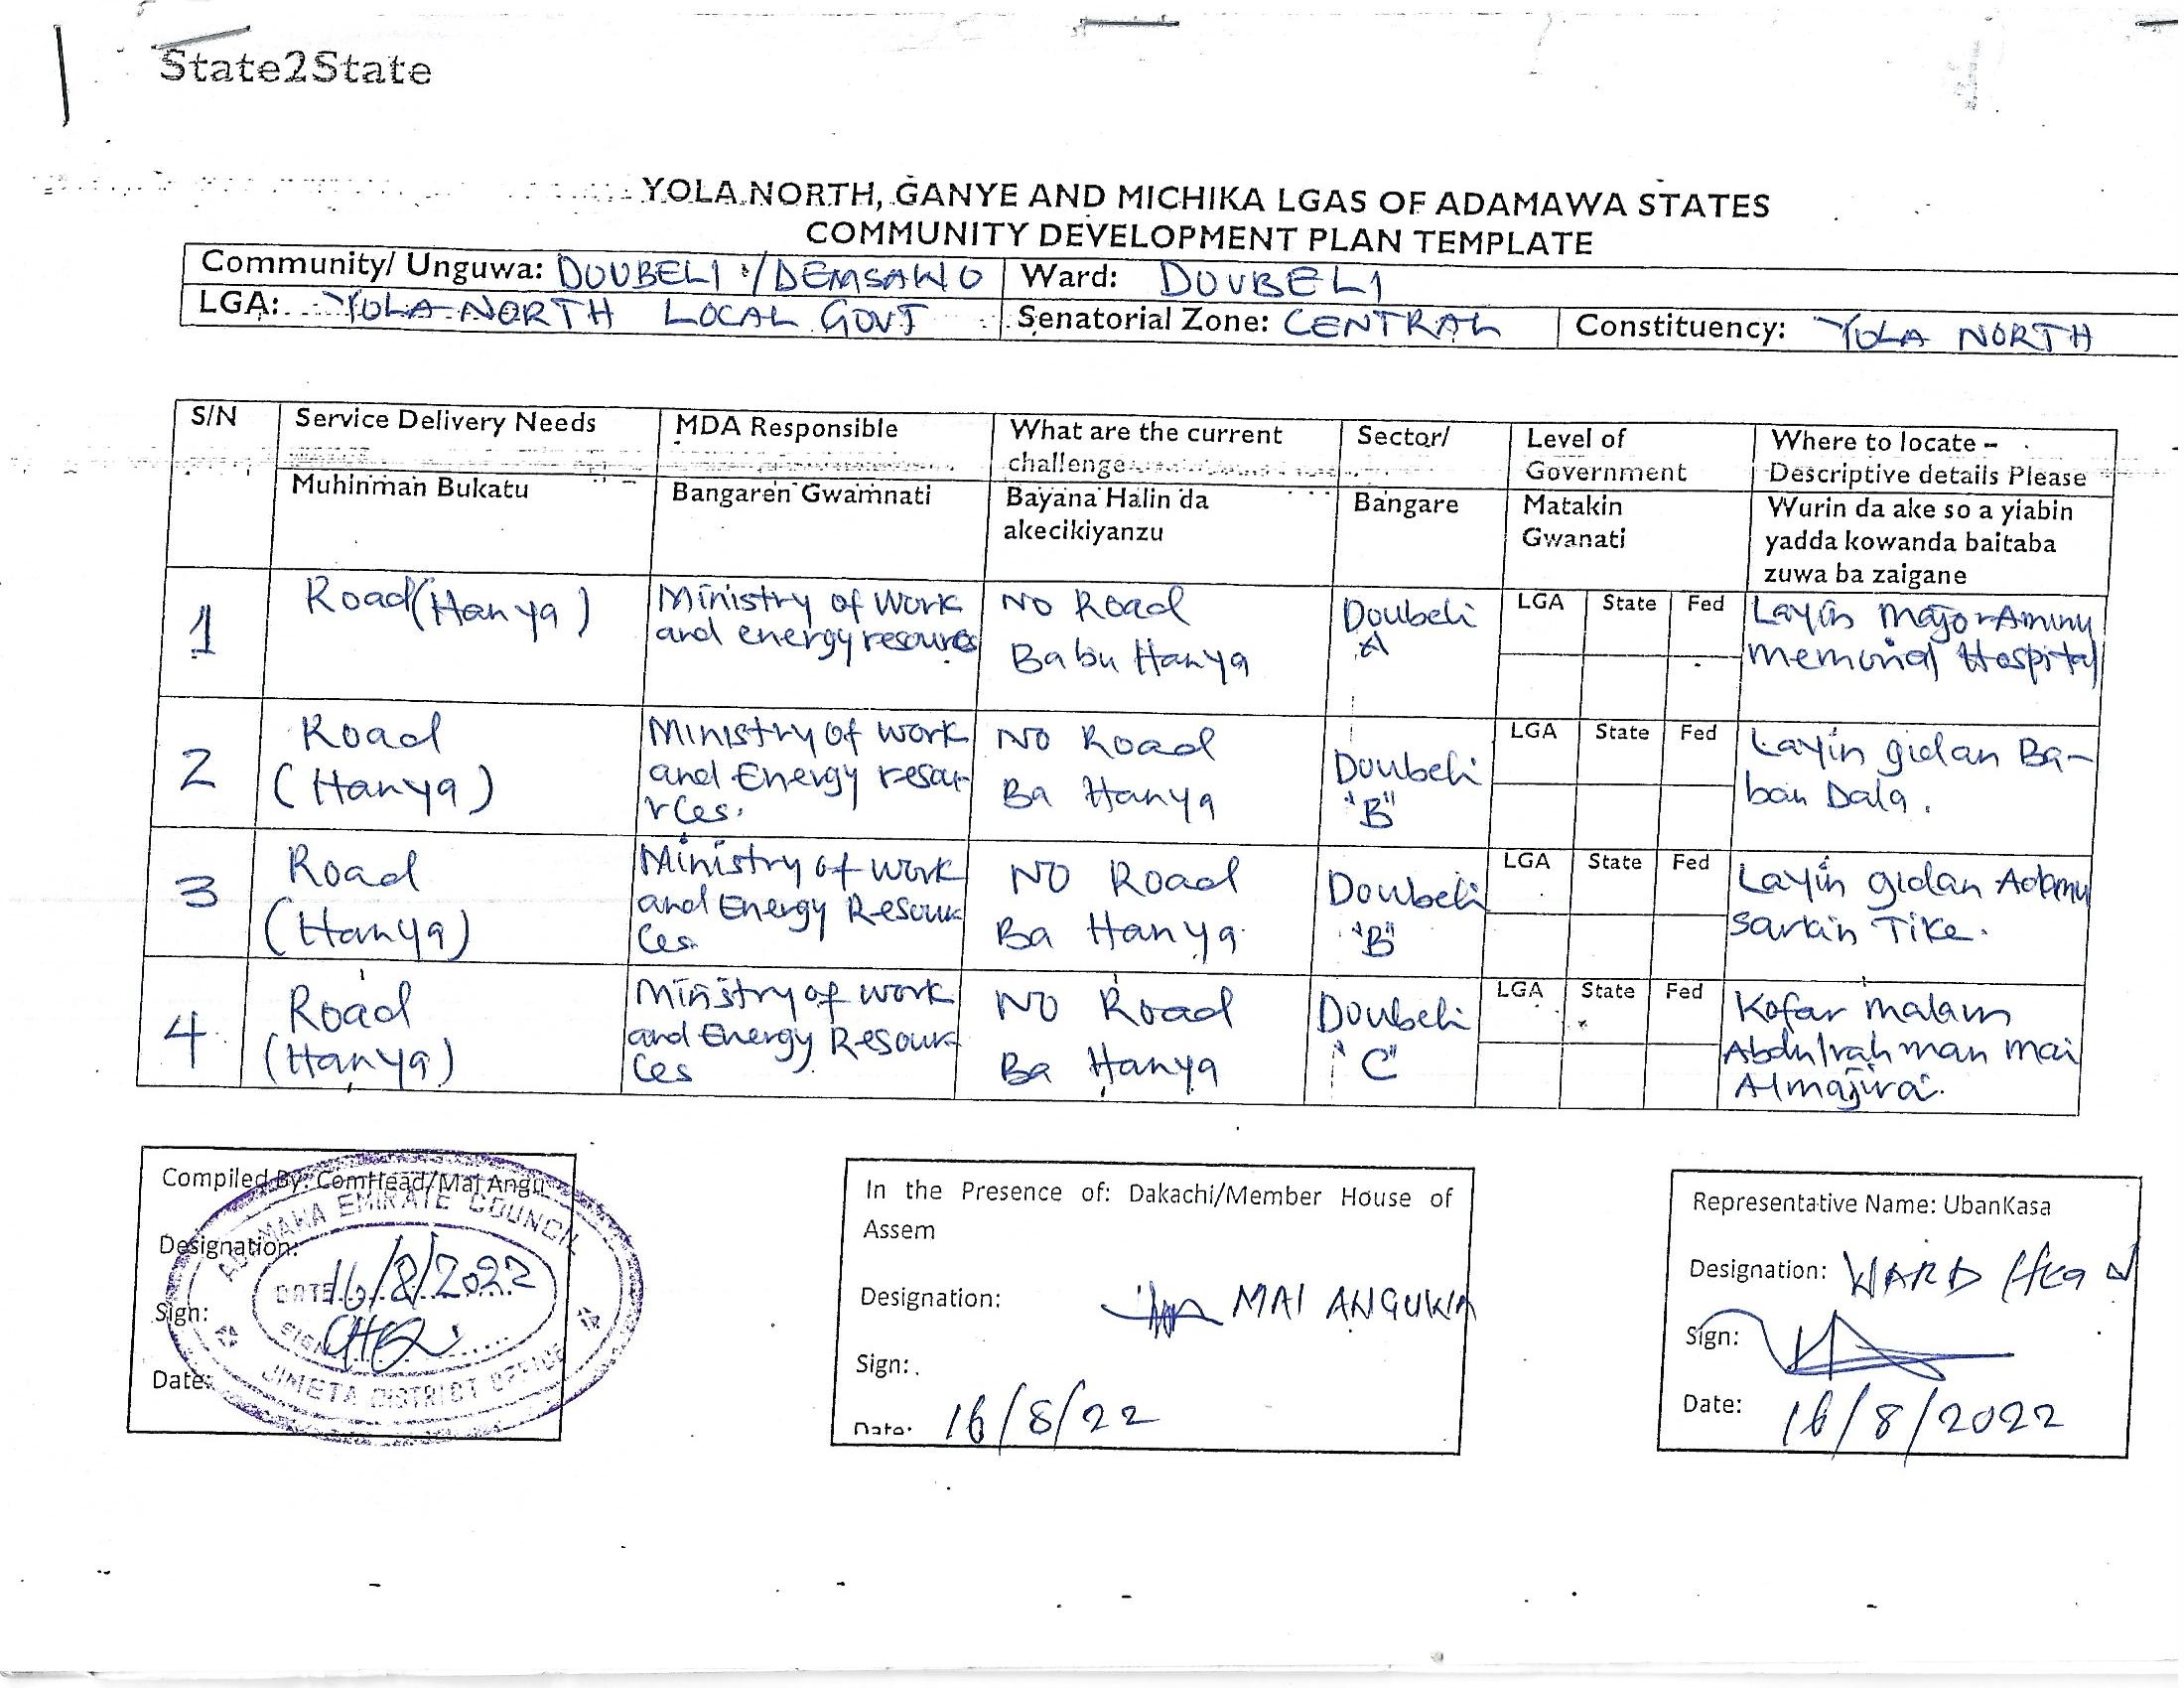 State2State
YOLA NORTH, GANYE AND MICHIKA LGAS OF ADAMAWA STATES
COMMUNITY DEVELOPMENT PLAN TEMPLATE
Community/ Unguwa: DOUBELI /DEMSAWO Ward: DOUBELI
LGA: YOLA NORTH LOCAL GOVT Senatorial Zone: CENTRAL Constituency: YOLA NORTH
S/N Service Delivery Needs MDA Responsible What are the current challenge Sector/ Level of Government Where to locate – Descriptive details Please
Muhinman Bukatu Bangaren Gwamnati Bayana Halin da akecikiyanzu Bangare Matakin Gwanati Wurin da ake so a yiabin yadda kowanda baitaba zuwa ba zaigane
1 Road(Hanya) Ministry of Work and energy resources No Road Babu Hanya Doubeli A LGA State Fed Layin Major Aminu Memorial Hospital
2 Road (Hanya) Ministry of work and Energy resources. No Road Ba Hanya Doubeli "B" LGA State Fed Layin gidan Ba-ban Dala.
3 Road (Hanya) Ministry of work and Energy Resources No Road Ba Hanya Doubeli "B" LGA State Fed Layin gidan Adamu sarkin Tike.
4 Road (Hanya) Ministry of work and Energy Resources No Road Ba Hanya Doubeli "C" LGA State Fed Kofar malam Abdulrahman mai Almajirai.
Compiled By: ComHead/Mai Angu
Designation:
Sign:
Date:
ADAMAWA EMIRATE COUNCIL
DATE 16/8/2022
SIGN
JIMETA DISTRICT OFFICE
In the Presence of: Dakachi/Member House of
Assem
Designation: MAI ANGUWA
Sign:
Date: 16/8/22
Representative Name: UbanKasa
Designation: WARD Head
Sign:
Date: 16/8/2022